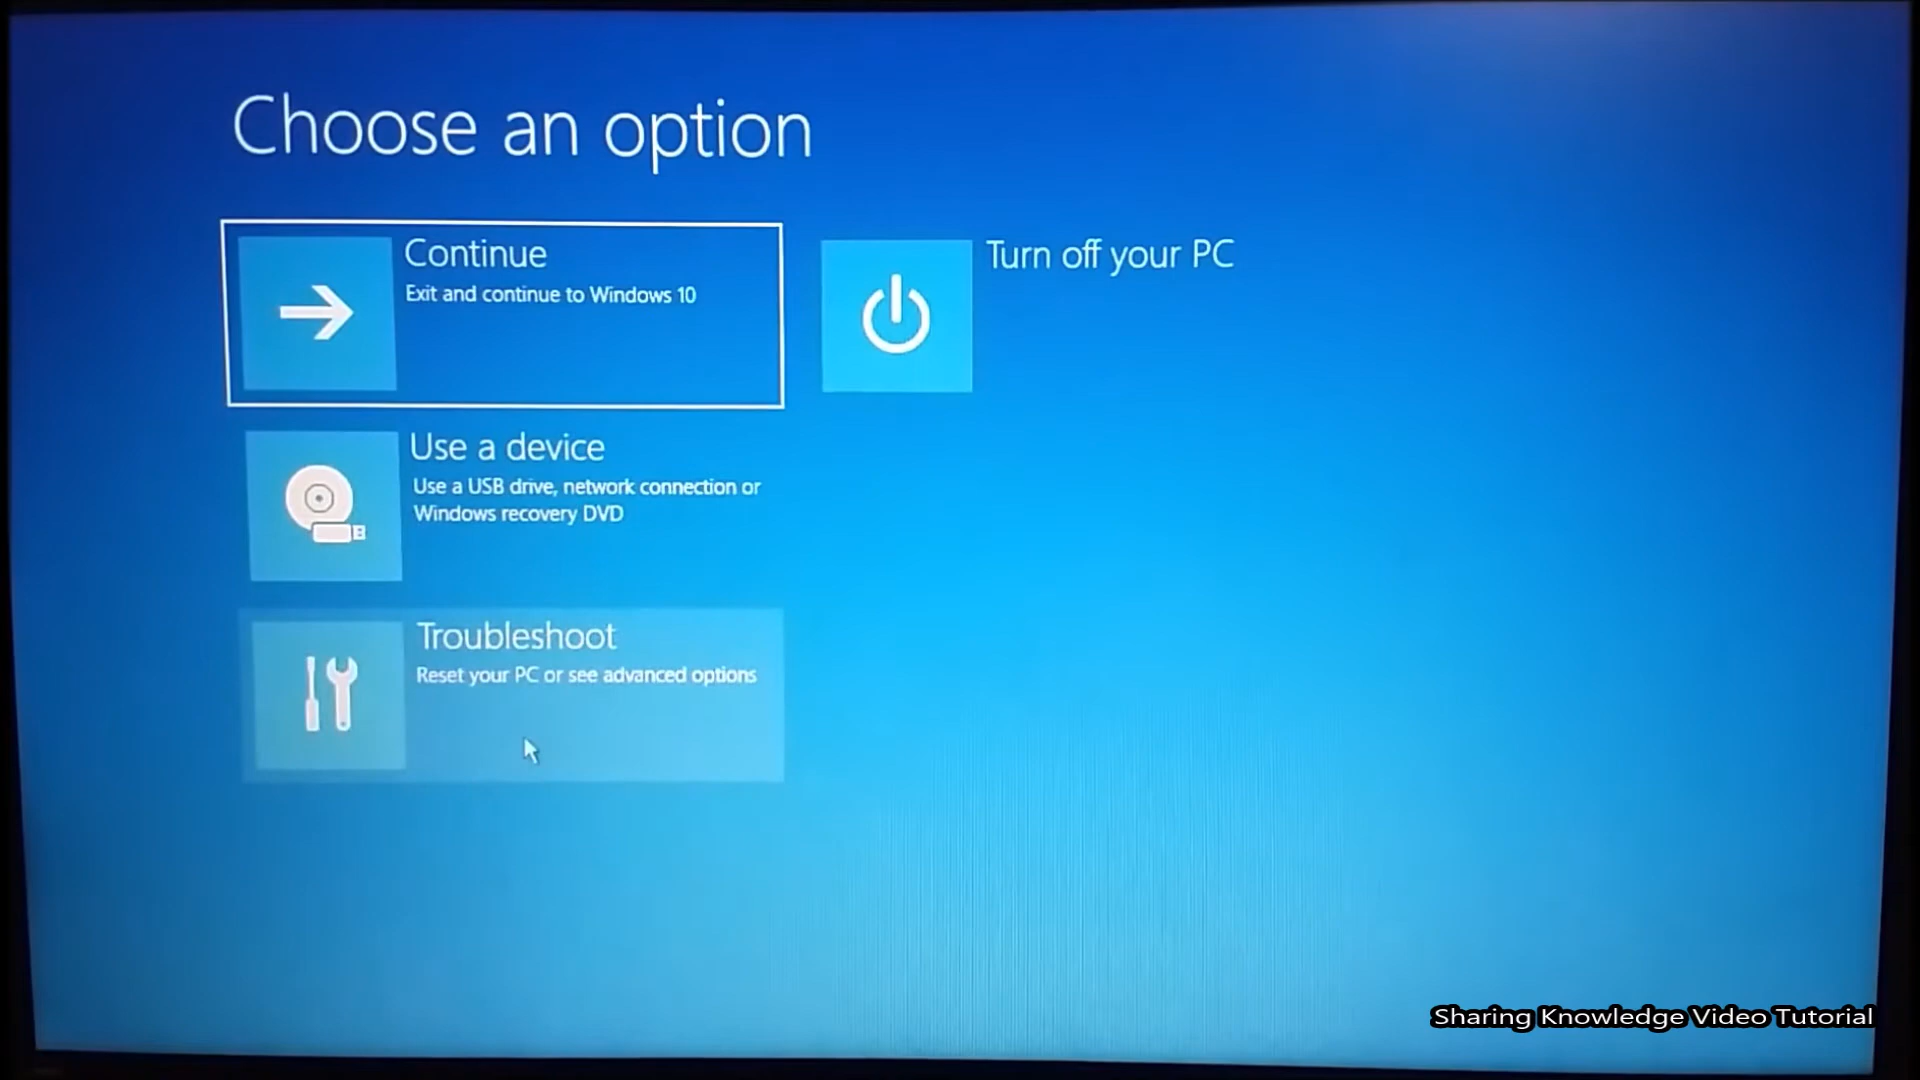 Choose an option
Continue
Exit and continue to Windows 10
Turn off your PC
Use a device
Use a USB drive, network connection or
Windows recovery DVD
Troubleshoot
Reset your PC or see advanced options
Sharing Knowledge Video Tutorial